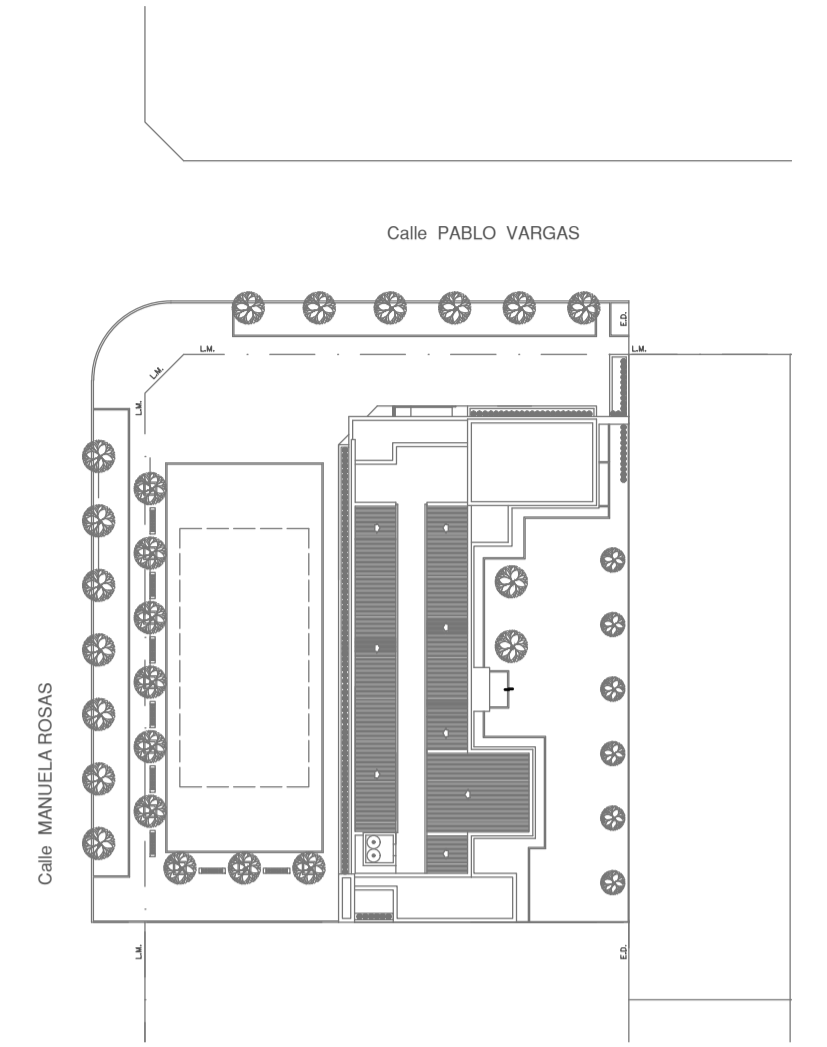 Calle PABLO VARGAS
E.D.
L.M.
L.M.
L.M.
L.M.
Calle MANUELA ROSAS
L.M.
E.D.